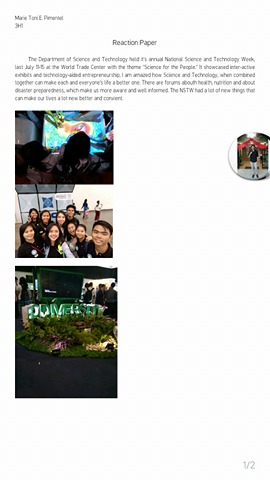 Marie Toni E. Pimentel
3H1
Reaction Paper
The Department of Science and Technology held it's annual National Science and Technology Week,
last July 11-15 at the World Trade Center with the theme "Science for the People." It showcased inter-active
exhibits and technology-aided entrepreneurship. I am amazed how Science and Technology, when combined
together can make each and everyone's life a better one. There are forums abouth health, nutrition and about
disaster preparedness, which make us more aware and well informed. The NSTW had a lot of new things that
can make our lives a lot new better and convient.
1/2